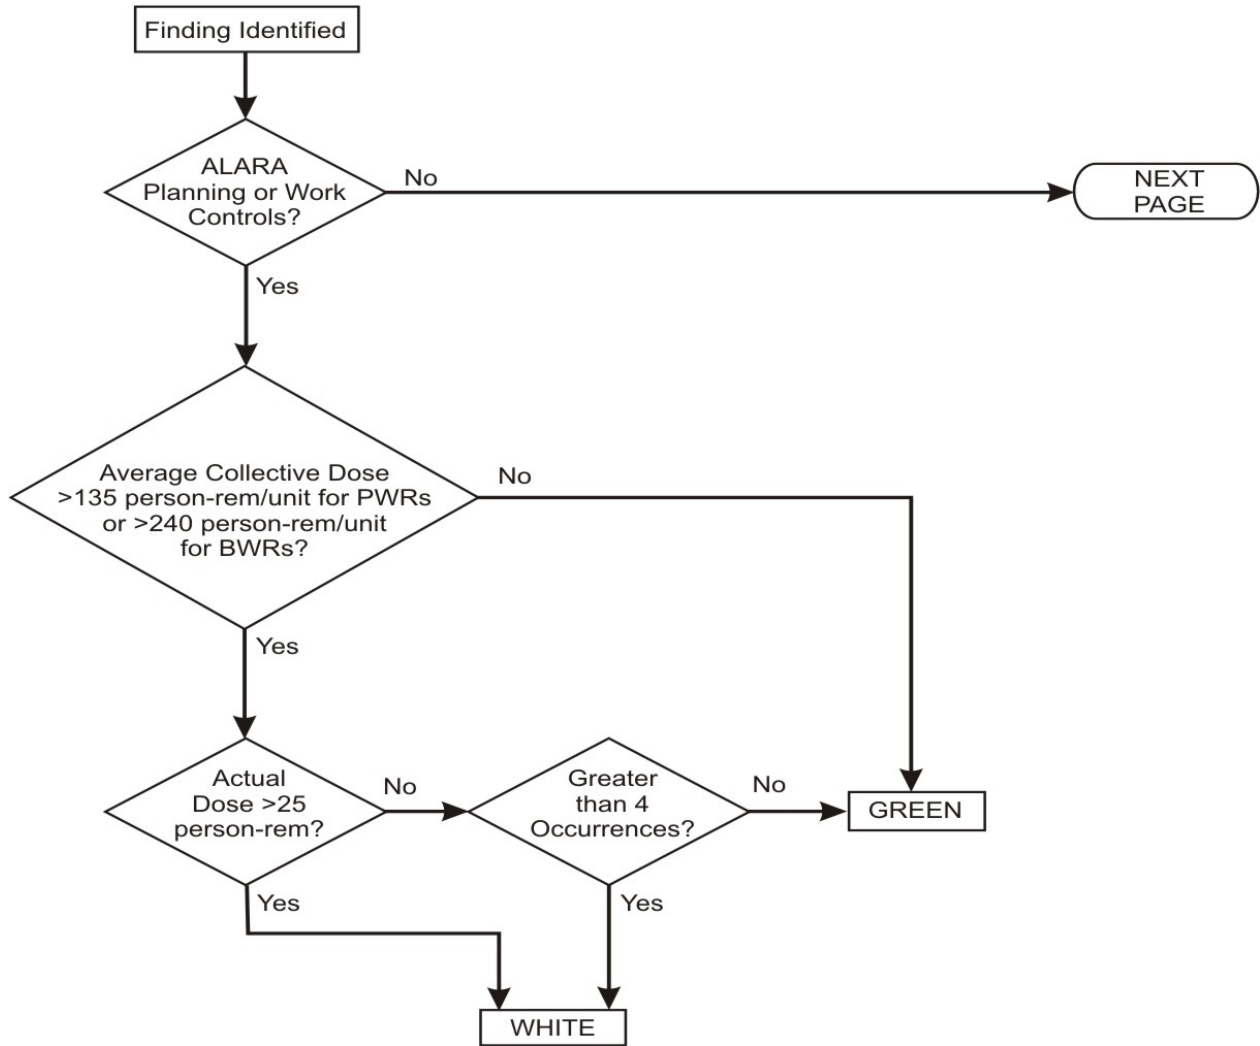 Finding Identified
ALARA
Planning or Work
Controls?
No
NEXT
PAGE
Yes
Average Collective Dose
>135 person-rem/unit for PWRs
or >240 person-rem/unit
for BWRs?
No
Yes
Actual
Dose >25
person-rem?
No
Greater
than 4
Occurrences?
No
GREEN
Yes
Yes
WHITE